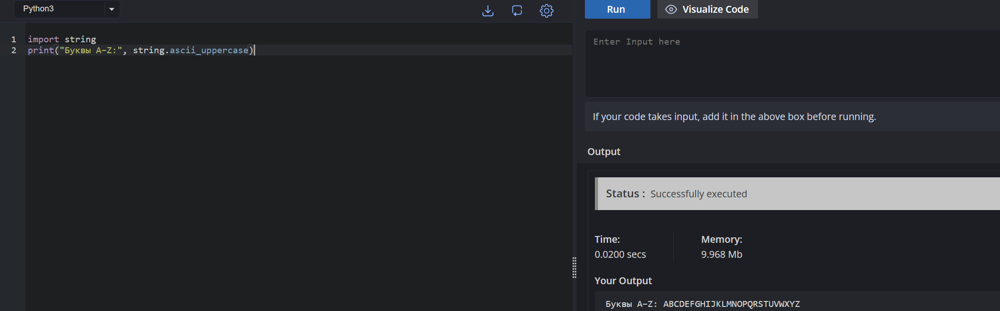 Python3
1 import string
2 print("Буквы A-Z:", string.ascii_uppercase)
Run
Visualize Code
Enter Input here
If your code takes input, add it in the above box before running.
Output
Status : Successfully executed
Time:
0.0200 secs
Memory:
9.968 Mb
Your Output
Буквы A-Z: ABCDEFGHIJKLMNOPQRSTUVWXYZ